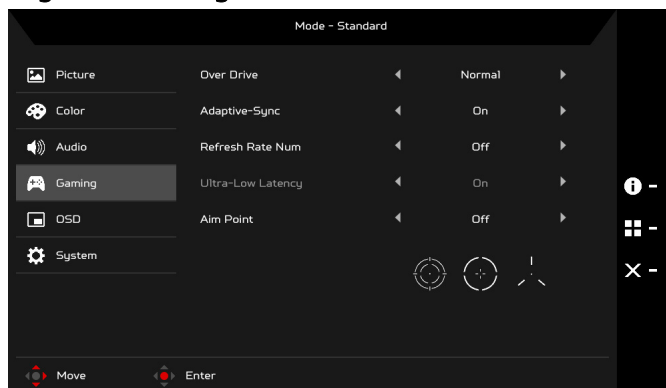 Mode - Standard
Picture
Over Drive Normal
Color
Adaptive-Sync On
Audio
Refresh Rate Num Off
Gaming
Ultra-Low Latency On
OSD
Aim Point Off
System
Move Enter